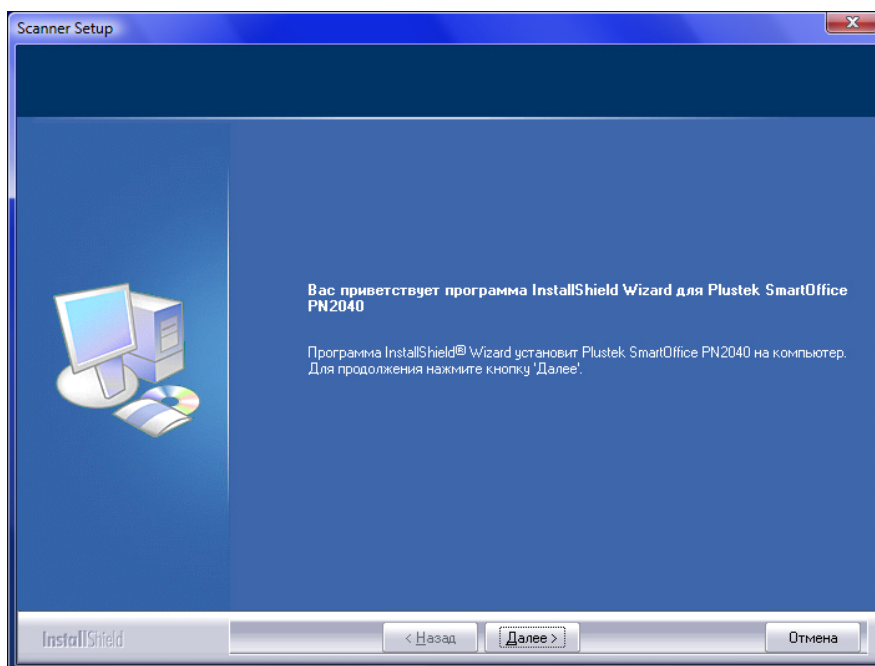 Scanner Setup
Вас приветствует программа InstallShield Wizard для Plustek SmartOffice
PN2040
Программа InstallShield® Wizard установит Plustek SmartOffice PN2040 на компьютер.
Для продолжения нажмите кнопку 'Далее'.
InstallShield
< Назад
Далее >
Отмена